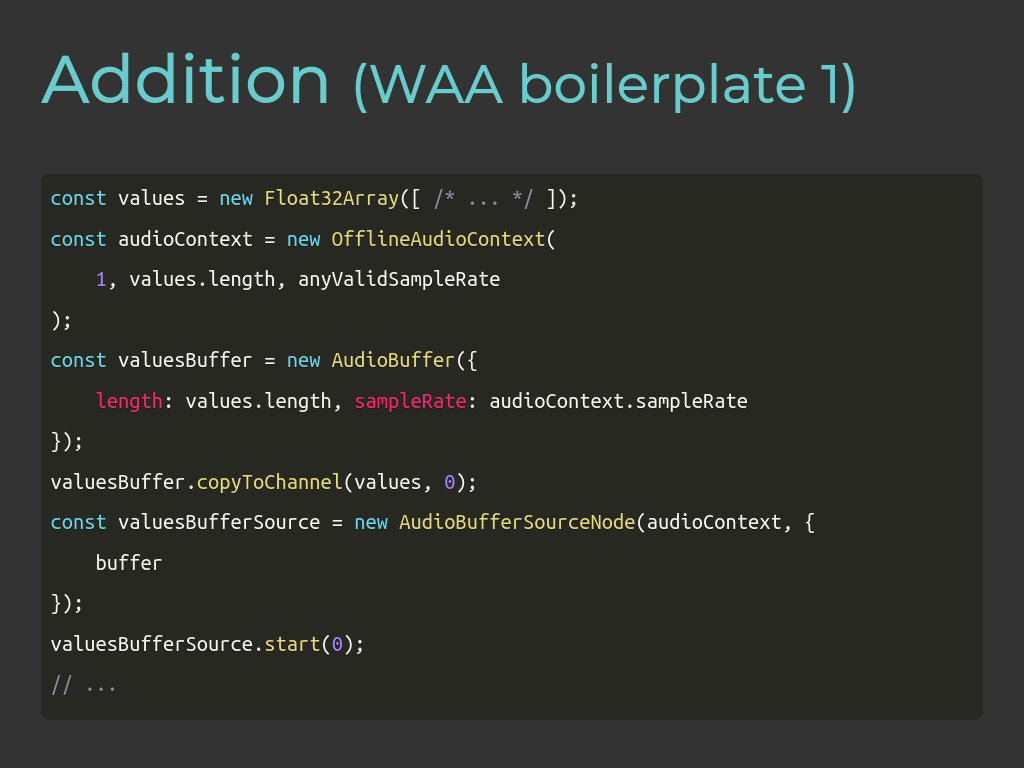 Addition (WAA boilerplate 1)
const values = new Float32Array([ /* ... */ ]);
const audioContext = new OfflineAudioContext(
    1, values.length, anyValidSampleRate
);
const valuesBuffer = new AudioBuffer({
    length: values.length, sampleRate: audioContext.sampleRate
});
valuesBuffer.copyToChannel(values, 0);
const valuesBufferSource = new AudioBufferSourceNode(audioContext, {
    buffer
});
valuesBufferSource.start(0);
// ...